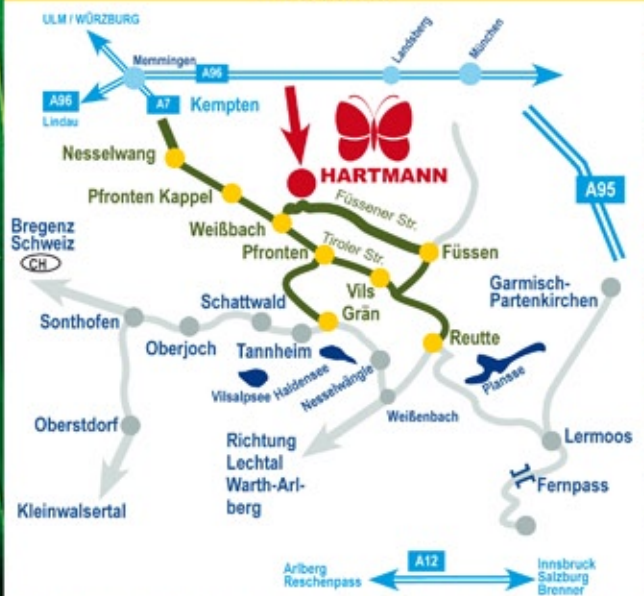 ULM / WÜRZBURG
Memmingen
A96
Landsberg
München
A96
Lindau
A7
Kempten
A95
HARTMANN
Nesselwang
Pfronten Kappel
Füssener Str.
Weißbach
Tiroler Str.
Pfronten
Füssen
Bregenz
Schweiz
CH
Vils
Garmisch-
Partenkirchen
Schattwald
Grän
Sonthofen
Oberjoch
Tannheim
Reutte
Vilsalpsee
Haldensee
Nesselwängle
Plansse
Weißenbach
Oberstdorf
Richtung
Lechtal
Warth-Arl-
berg
Lermoos
Fernpass
Kleinwalsertal
Arlberg
Reschenpass
A12
Innsbruck
Salzburg
Brenner